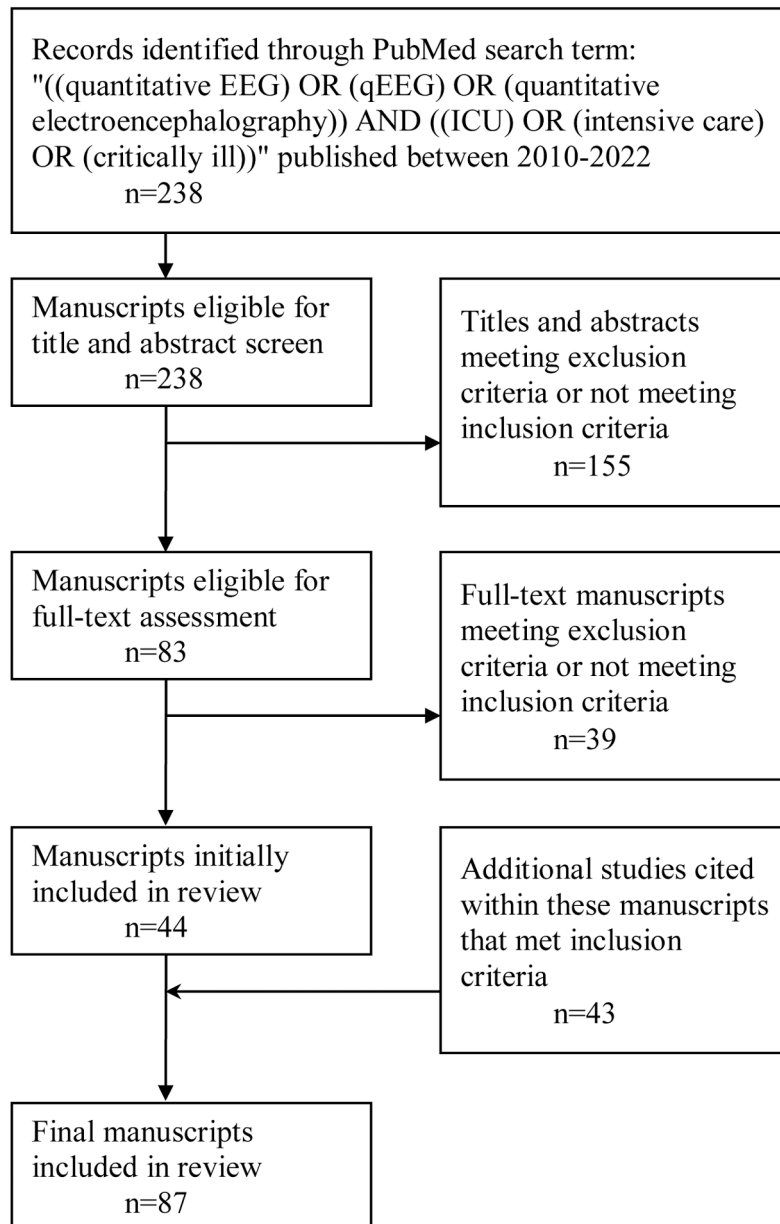 Records identified through PubMed search term:
"((quantitative EEG) OR (qEEG) OR (quantitative
electroencephalography)) AND ((ICU) OR (intensive care)
OR (critically ill))" published between 2010-2022
n=238
Manuscripts eligible for
title and abstract screen
n=238
Titles and abstracts
meeting exclusion
criteria or not meeting
inclusion criteria
n=155
Manuscripts eligible for
full-text assessment
n=83
Full-text manuscripts
meeting exclusion
criteria or not meeting
inclusion criteria
n=39
Manuscripts initially
included in review
n=44
Additional studies cited
within these manuscripts
that met inclusion
criteria
n=43
Final manuscripts
included in review
n=87